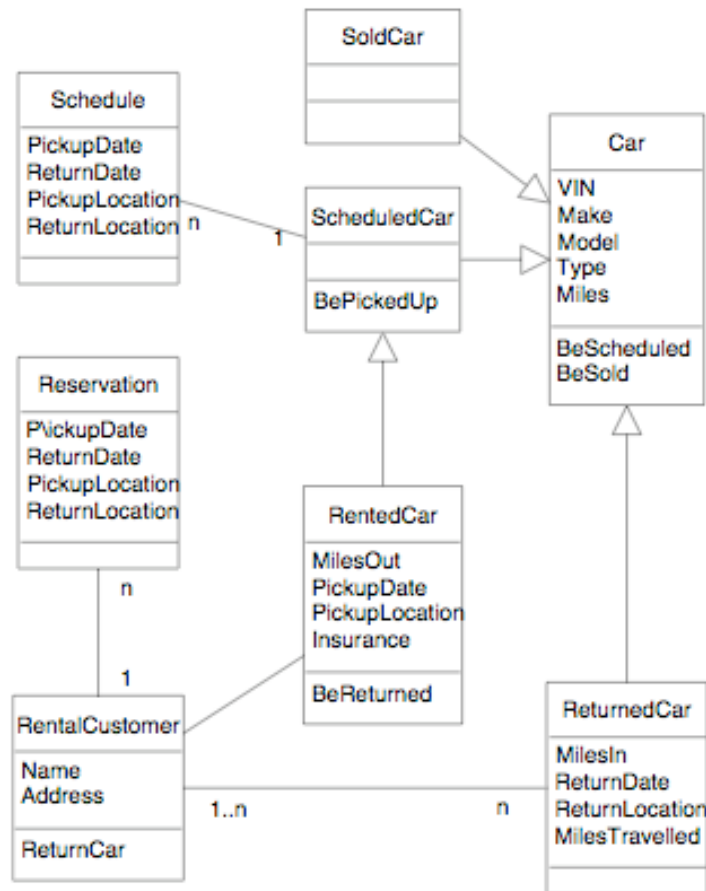 SoldCar
Schedule
PickupDate
ReturnDate
PickupLocation
ReturnLocation
n
1
ScheduledCar
BePickedUp
Car
VIN
Make
Model
Type
Miles
BeScheduled
BeSold
Reservation
P\ickupDate
ReturnDate
PickupLocation
ReturnLocation
n
1
RentedCar
MilesOut
PickupDate
PickupLocation
Insurance
BeReturned
RentalCustomer
Name
Address
ReturnCar
1..n
n
ReturnedCar
MilesIn
ReturnDate
ReturnLocation
MilesTravelled